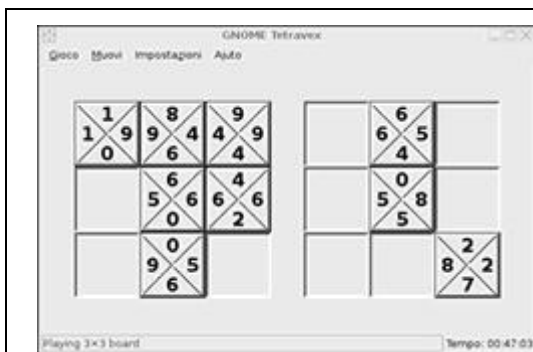 GNOME Tetravex
Gioco Muovi Impostazioni Aiuto
1 8 9 6
1 9 9 4 4 9 6 5
0 6 4 4
6 4 0
5 6 6 6 5 8
0 2 5
0 2
9 5 8 2
6 7
Playing 3×3 board Tempo: 00:47:03